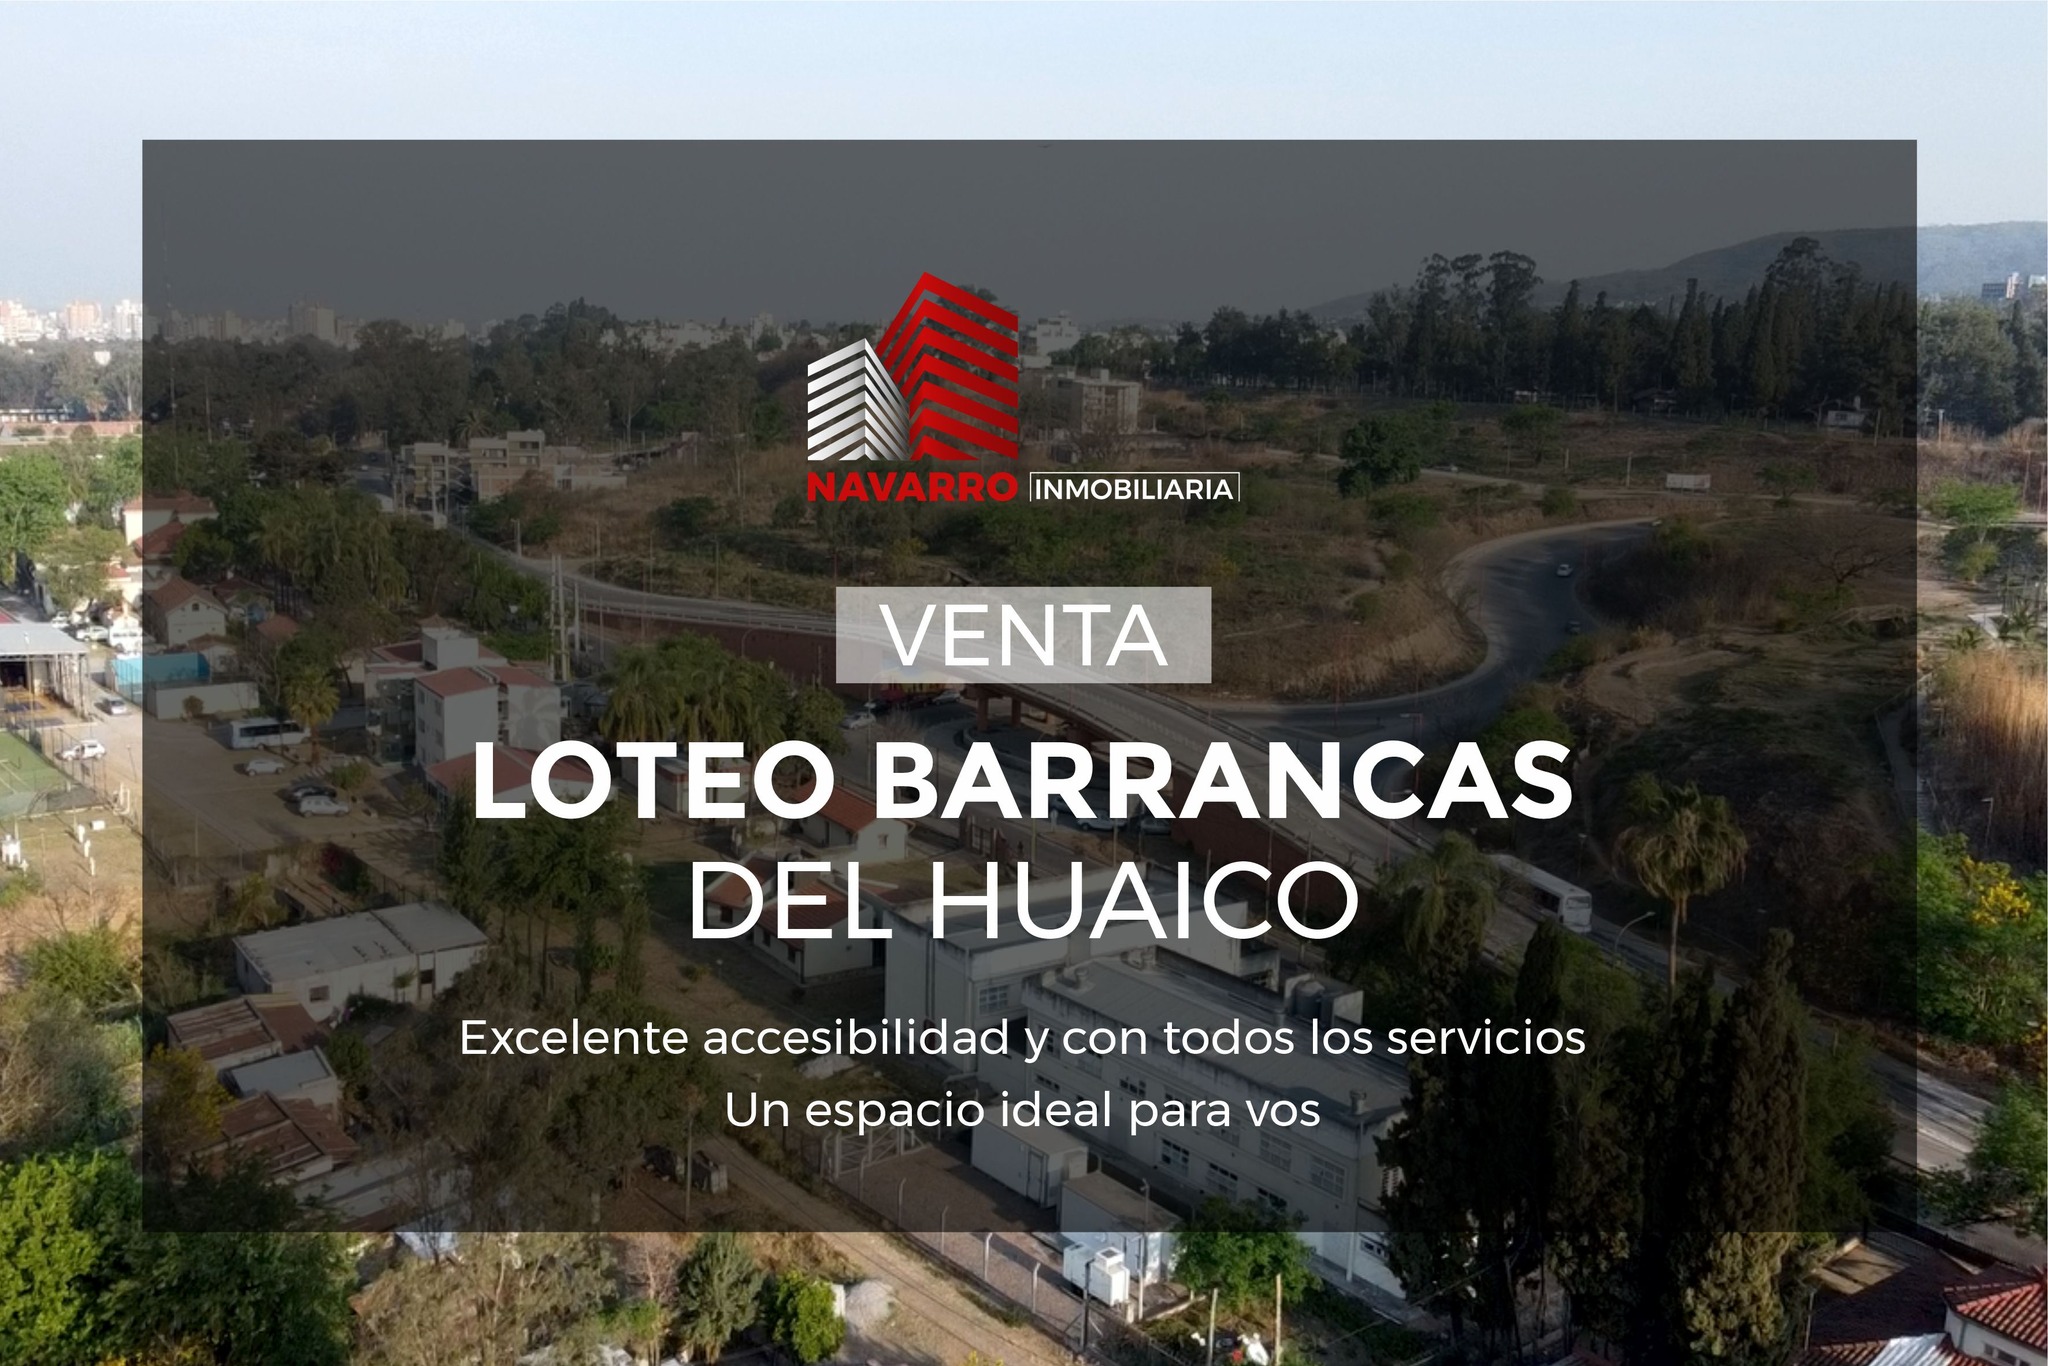 NAVARRO INMOBILIARIA
VENTA
LOTEO BARRANCAS
DEL HUAICO
Excelente accesibilidad y con todos los servicios
Un espacio ideal para vos